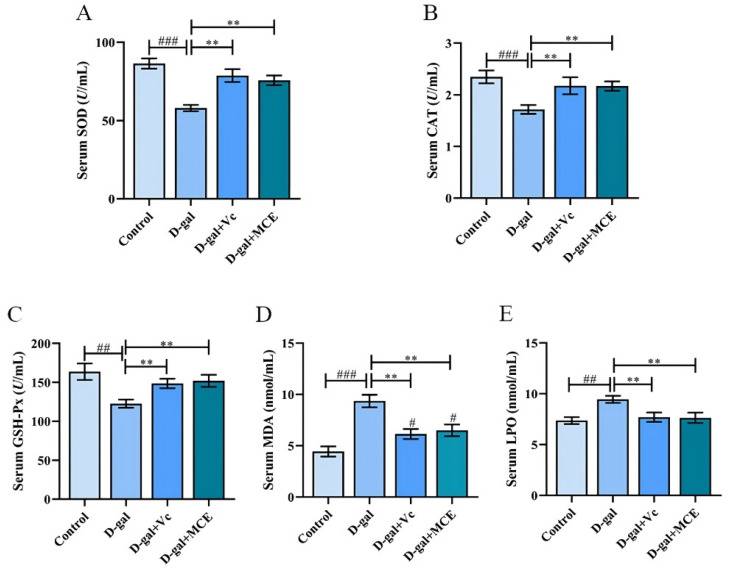 A
Serum SOD (U/mL)
100
50
0
###
**
**
Control
D-gal
D-gal+Vc
D-gal+MCE
B
Serum CAT (U/mL)
3
2
1
0
###
**
**
Control
D-gal
D-gal+Vc
D-gal+MCE
C
Serum GSH-Px (U/mL)
200
150
100
50
0
##
**
**
Control
D-gal
D-gal+Vc
D-gal+MCE
D
Serum MDA (nmol/mL)
15
10
5
0
###
**
**
#
#
Control
D-gal
D-gal+Vc
D-gal+MCE
E
Serum LPO (nmol/mL)
15
10
5
0
##
**
**
Control
D-gal
D-gal+Vc
D-gal+MCE